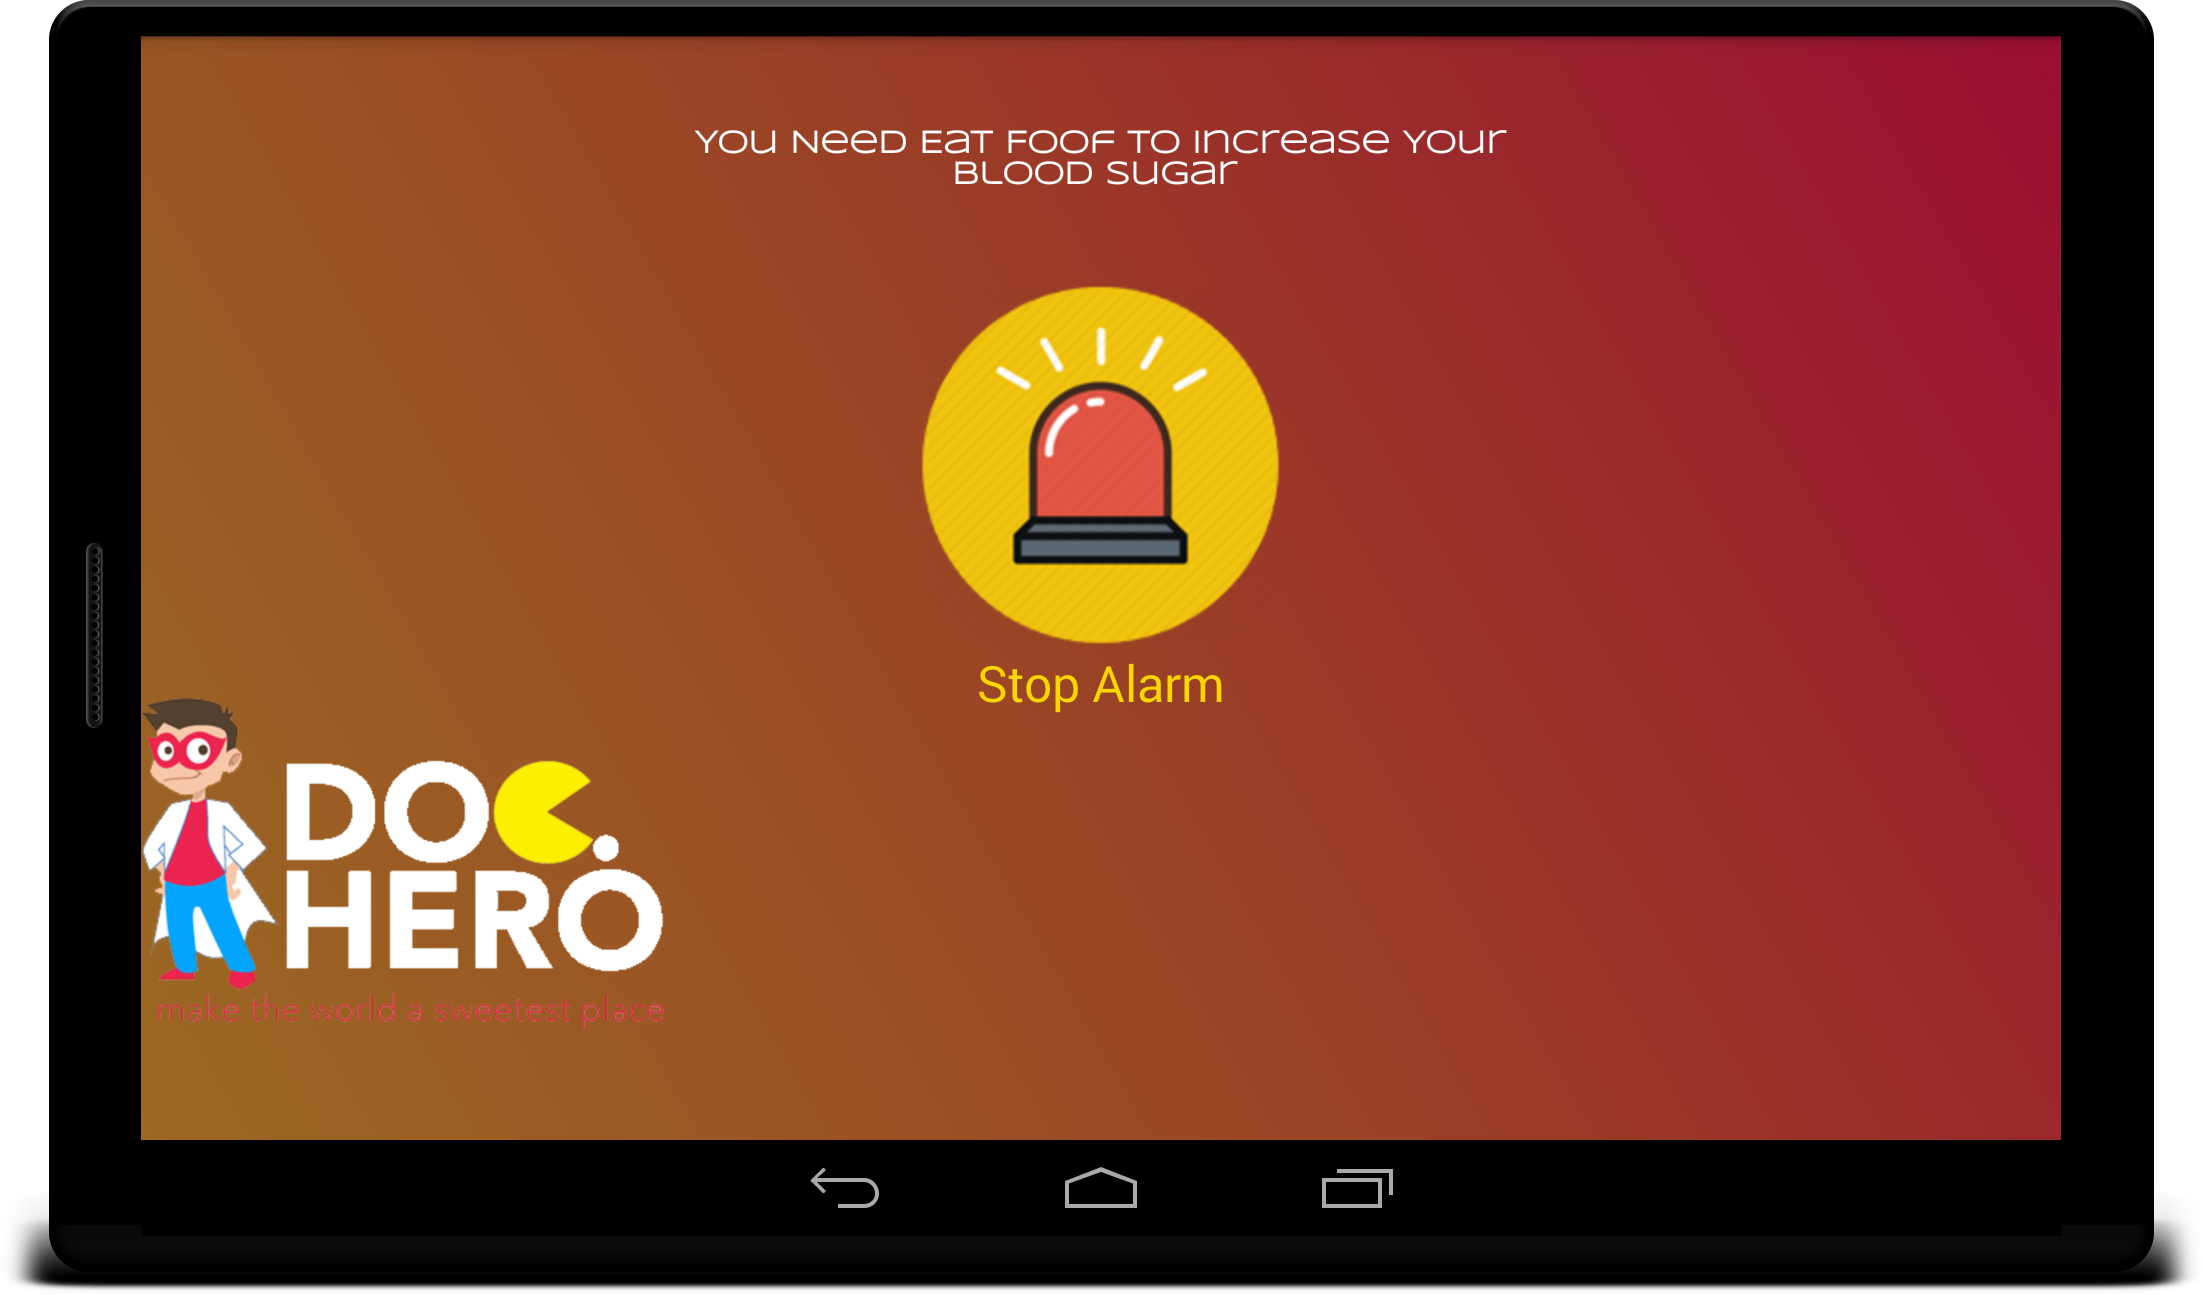 You Need Eat Foof To Increase Your
Blood Sugar
Stop Alarm
DOC.
HERO
make the world a sweetest place